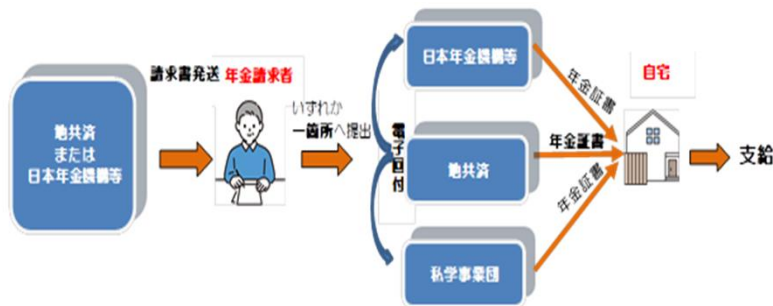 地共済
または
日本年金機構等
請求書発送
年金請求者
いずれか
一箇所へ提出
電子回付
日本年金機構等
地共済
私学事業団
年金証書
年金証書
年金証書
自宅
支給